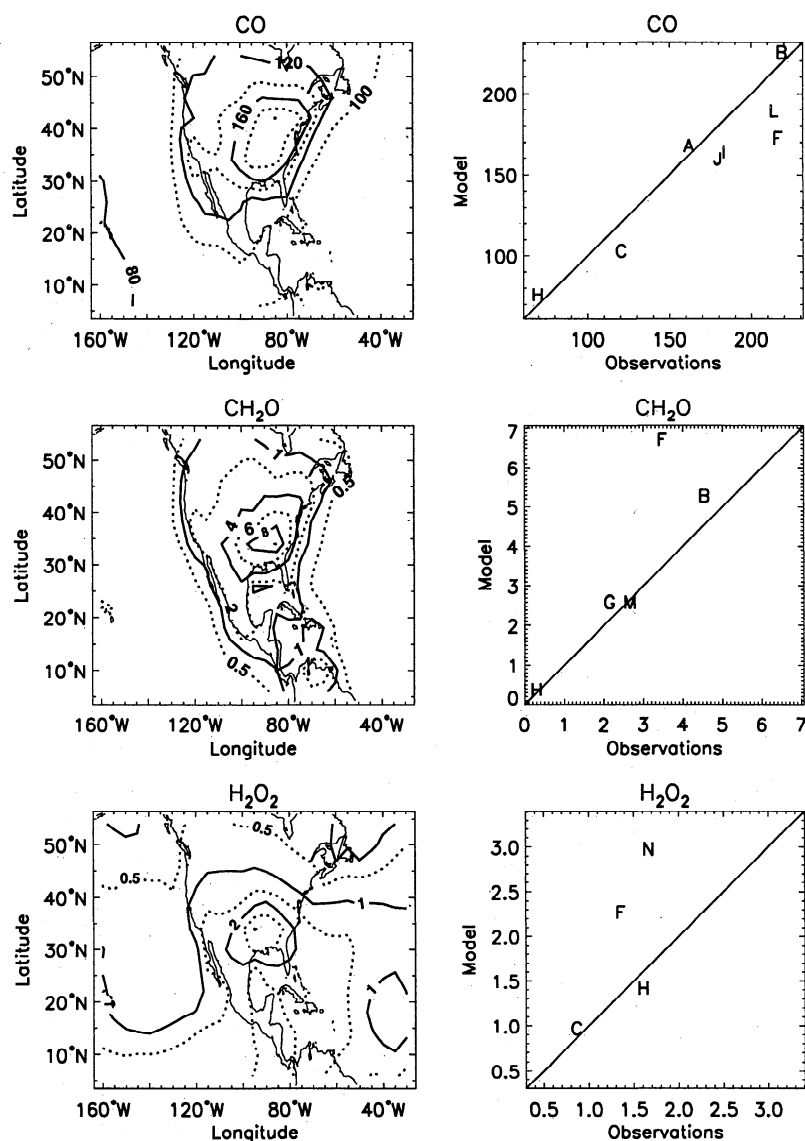 CO
50°N
40°N
30°N
20°N
10°N
Latitude
120
100
160
80
160°W 120°W 80°W 40°W
Longitude
CO
200
150
100
Model
B
L
F
A
J I
C
H
100 150 200
Observations
CH2O
50°N
40°N
30°N
20°N
10°N
Latitude
1
0.5
4
6
8
2
1
0.5
160°W 120°W 80°W 40°W
Longitude
CH2O
7
6
5
4
3
2
1
0
Model
F
B
G M
H
0 1 2 3 4 5 6 7
Observations
H2O2
50°N
40°N
30°N
20°N
10°N
Latitude
0.5
0.5
1
2
1
1
160°W 120°W 80°W 40°W
Longitude
H2O2
3.0
2.5
2.0
1.5
1.0
0.5
Model
N
F
H
C
0.5 1.0 1.5 2.0 2.5 3.0
Observations